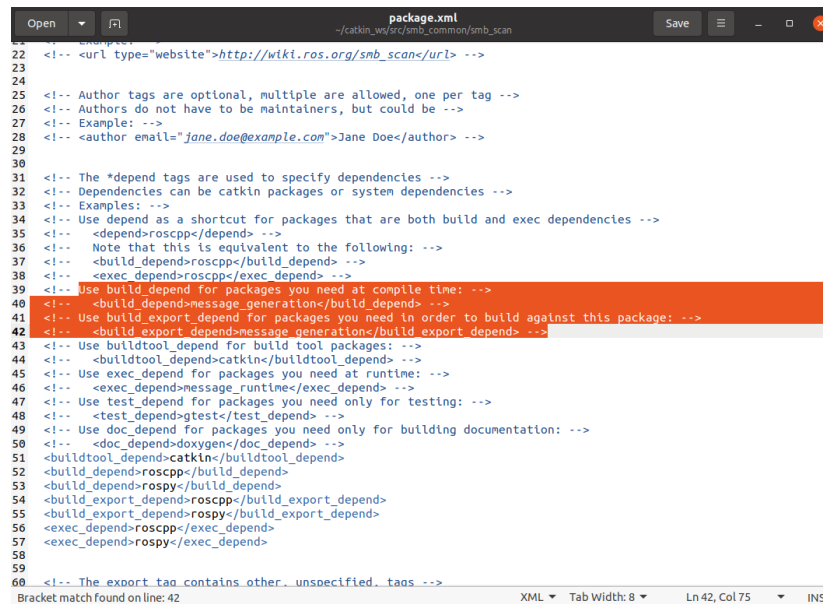 Open
package.xml
~/catkin_ws/src/smb_common/smb_scan
Save
22 <!-- <url type="website">http://wiki.ros.org/smb_scan</url> -->
23
24
25 <!-- Author tags are optional, multiple are allowed, one per tag -->
26 <!-- Authors do not have to be maintainers, but could be -->
27 <!-- Example: -->
28 <!-- <author email="jane.doe@example.com">Jane Doe</author> -->
29
30
31 <!-- The *depend tags are used to specify dependencies -->
32 <!-- Dependencies can be catkin packages or system dependencies -->
33 <!-- Examples: -->
34 <!-- Use depend as a shortcut for packages that are both build and exec dependencies -->
35 <!--   <depend>roscpp</depend> -->
36 <!--   Note that this is equivalent to the following: -->
37 <!--   <build_depend>roscpp</build_depend> -->
38 <!--   <exec_depend>roscpp</exec_depend> -->
39 <!-- Use build_depend for packages you need at compile time: -->
40 <!--   <build_depend>message_generation</build_depend> -->
41 <!-- Use build_export_depend for packages you need in order to build against this package: -->
42 <!--   <build_export_depend>message_generation</build_export_depend> -->
43 <!-- Use buildtool_depend for build tool packages: -->
44 <!--   <buildtool_depend>catkin</buildtool_depend> -->
45 <!-- Use exec_depend for packages you need at runtime: -->
46 <!--   <exec_depend>message_runtime</exec_depend> -->
47 <!-- Use test_depend for packages you need only for testing: -->
48 <!--   <test_depend>gtest</test_depend> -->
49 <!-- Use doc_depend for packages you need only for building documentation: -->
50 <!--   <doc_depend>doxygen</doc_depend> -->
51 <buildtool_depend>catkin</buildtool_depend>
52 <build_depend>roscpp</build_depend>
53 <build_depend>rospy</build_depend>
54 <build_export_depend>roscpp</build_export_depend>
55 <build_export_depend>rospy</build_export_depend>
56 <exec_depend>roscpp</exec_depend>
57 <exec_depend>rospy</exec_depend>
58
59
60 <!-- The export tag contains other, unspecified, tags -->
Bracket match found on line: 42
XML
Tab Width: 8
Ln 42, Col 75
INS